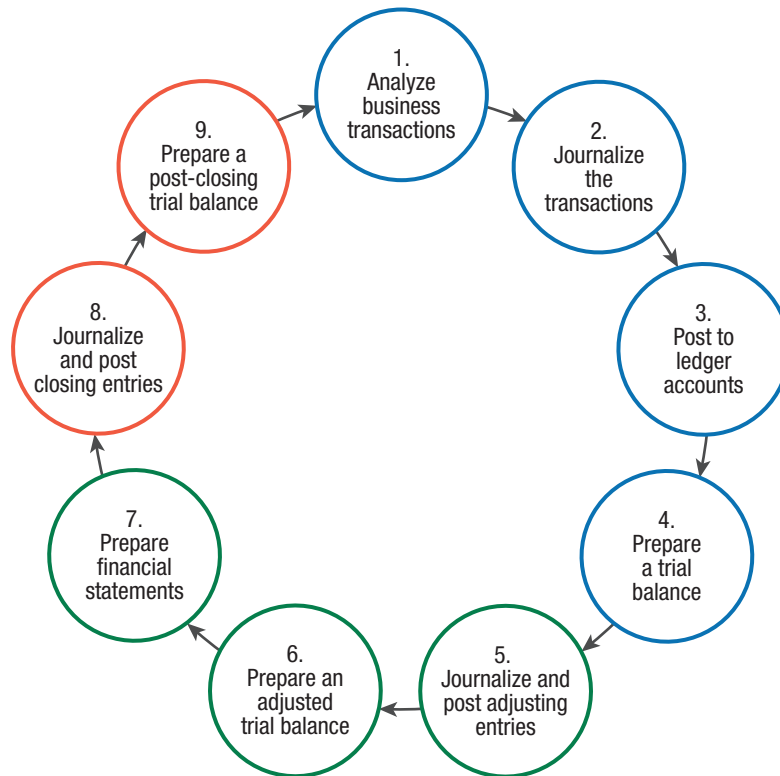 1.
Analyze
business
transactions
2.
Journalize
the
transactions
3.
Post to
ledger
accounts
4.
Prepare
a trial
balance
5.
Journalize and
post adjusting
entries
6.
Prepare an
adjusted
trial balance
7.
Prepare
financial
statements
8.
Journalize
and post
closing entries
9.
Prepare a
post-closing
trial balance